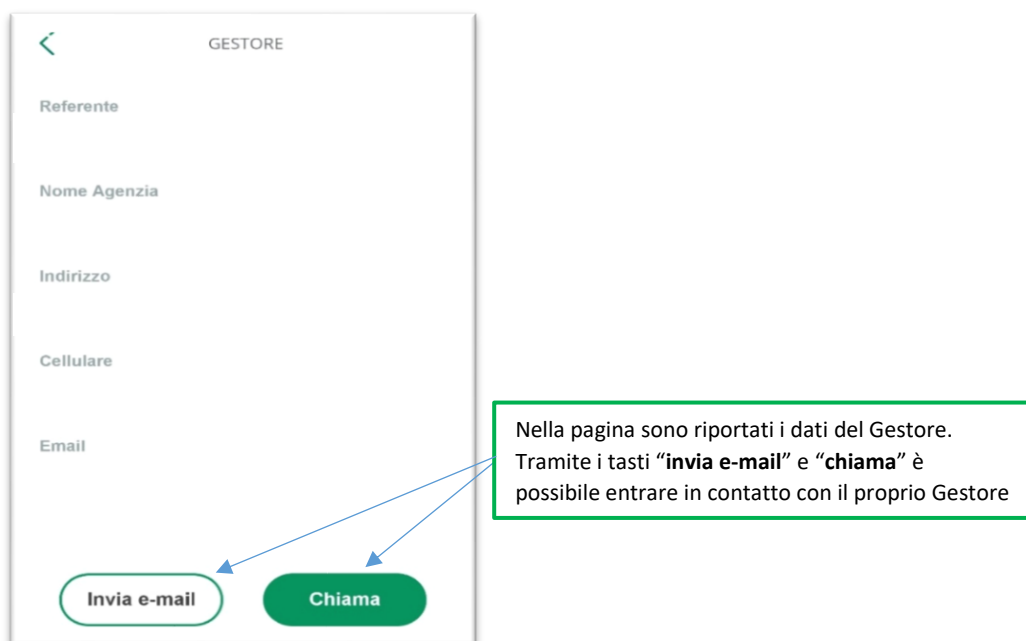 GESTORE
Referente
Nome Agenzia
Indirizzo
Cellulare
Email
Nella pagina sono riportati i dati del Gestore.
Tramite i tasti “invia e-mail” e “chiama” è
possibile entrare in contatto con il proprio Gestore
Invia e-mail
Chiama